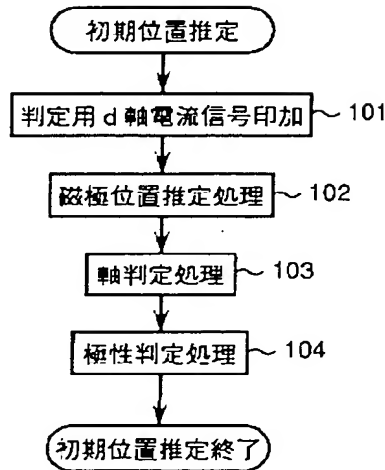 初期位置推定
判定用d軸電流信号印加 101
磁極位置推定処理 102
軸判定処理 103
極性判定処理 104
初期位置推定終了